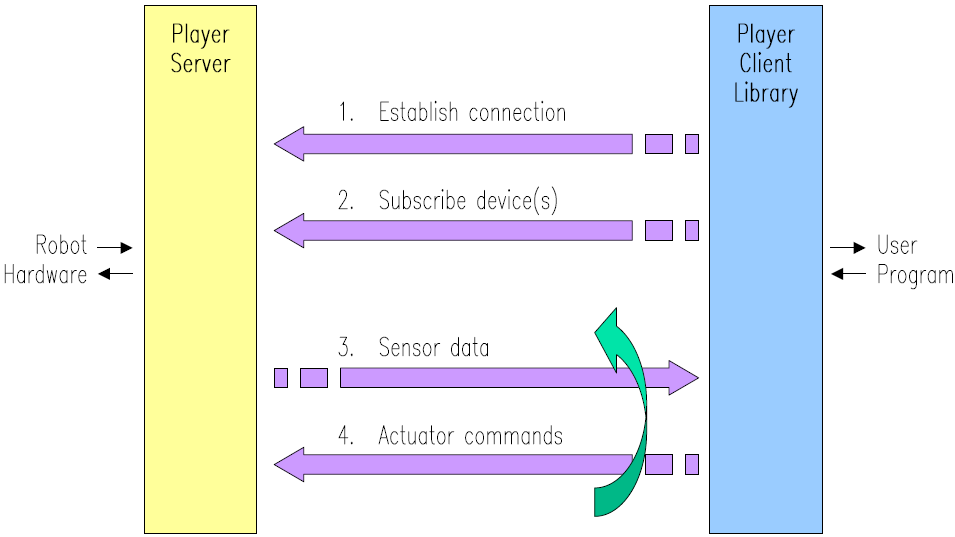 Player
Server
Player
Client
Library
1. Establish connection
2. Subscribe device(s)
Robot
Hardware
User
Program
3. Sensor data
4. Actuator commands